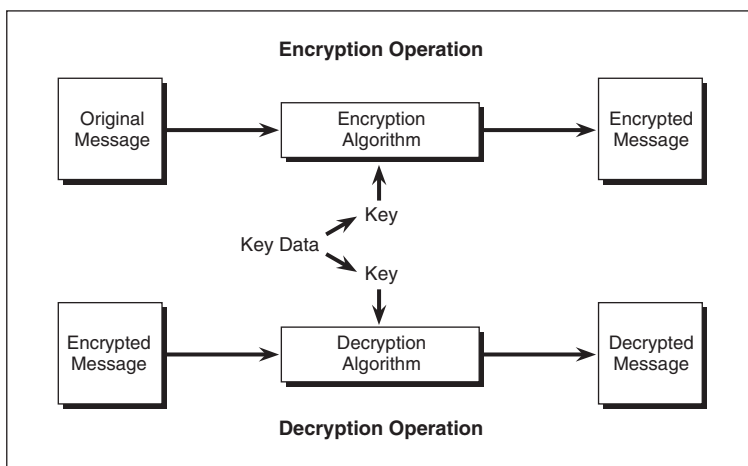 Encryption Operation
Original
Message
Encryption
Algorithm
Encrypted
Message
Key
Key Data
Key
Encrypted
Message
Decryption
Algorithm
Decrypted
Message
Decryption Operation